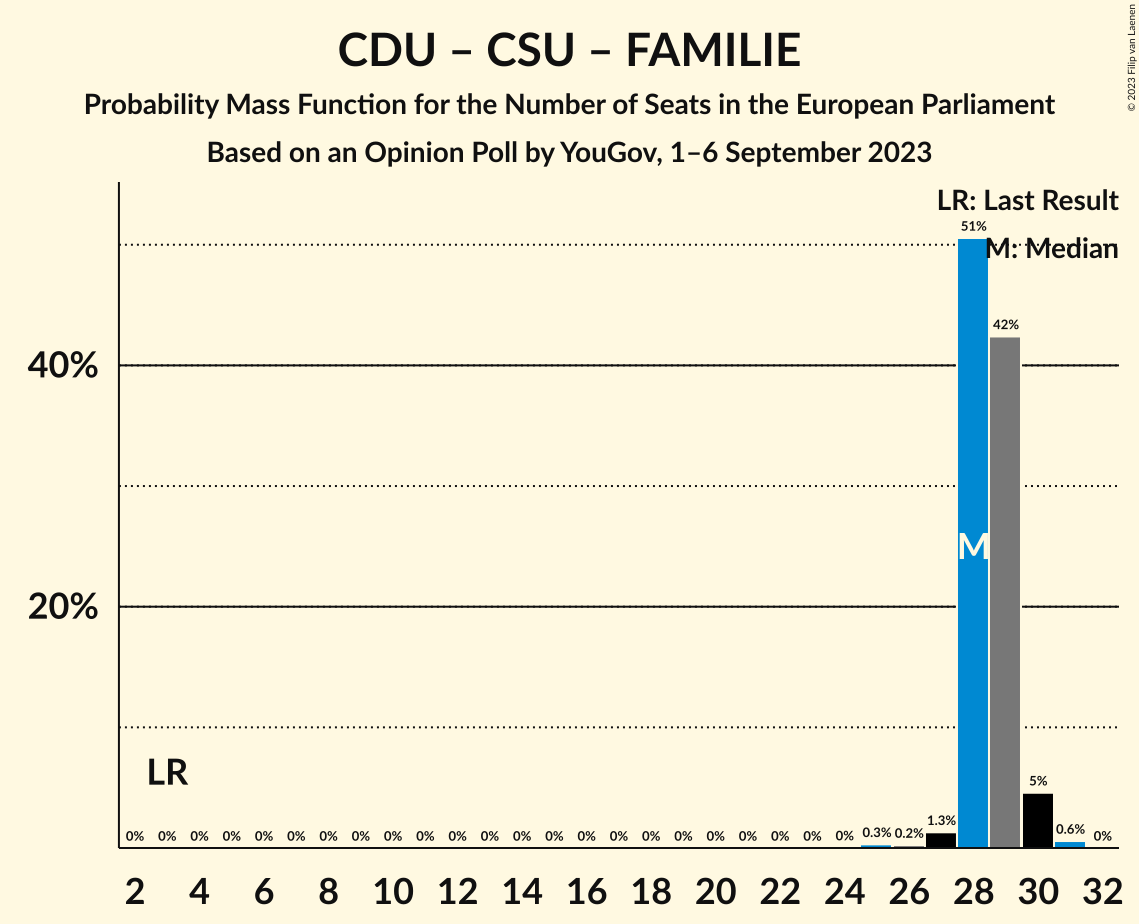 CDU – CSU – FAMILIE
Probability Mass Function for the Number of Seats in the European Parliament
Based on an Opinion Poll by YouGov, 1–6 September 2023
© 2023 Filip van Laenen
LR: Last Result
M: Median
51%
42%
40%
20%
M
LR
0% 0% 0% 0% 0% 0% 0% 0% 0% 0% 0% 0% 0% 0% 0% 0% 0% 0% 0% 0% 0% 0% 0% 0.3% 0.2% 1.3% 5% 0.6% 0%
2 4 6 8 10 12 14 16 18 20 22 24 26 28 30 32